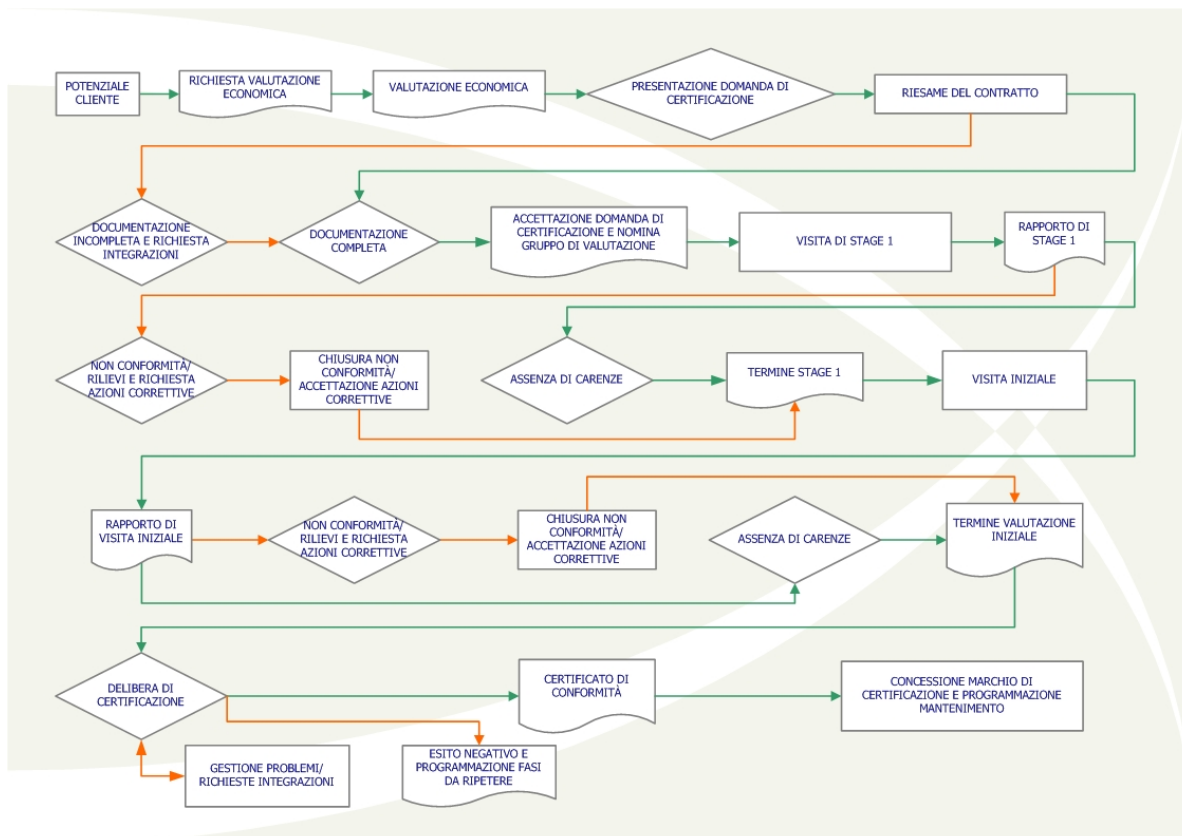 POTENZIALE
CLIENTE
RICHIESTA VALUTAZIONE
ECONOMICA
VALUTAZIONE ECONOMICA
PRESENTAZIONE DOMANDA DI
CERTIFICAZIONE
RIESAME DEL CONTRATTO
DOCUMENTAZIONE
INCOMPLETA E RICHIESTA
INTEGRAZIONI
DOCUMENTAZIONE
COMPLETA
ACCETTAZIONE DOMANDA DI
CERTIFICAZIONE E NOMINA
GRUPPO DI VALUTAZIONE
VISITA DI STAGE 1
RAPPORTO DI
STAGE 1
NON CONFORMITÀ/
RILIEVI E RICHIESTA
AZIONI CORRETTIVE
CHIUSURA NON
CONFORMITÀ/
ACCETTAZIONE AZIONI
CORRETTIVE
ASSENZA DI CARENZE
TERMINE STAGE 1
VISITA INIZIALE
RAPPORTO DI
VISITA INIZIALE
NON CONFORMITÀ/
RILIEVI E RICHIESTA
AZIONI CORRETTIVE
CHIUSURA NON
CONFORMITÀ/
ACCETTAZIONE AZIONI
CORRETTIVE
ASSENZA DI CARENZE
TERMINE VALUTAZIONE
INIZIALE
DELIBERA DI
CERTIFICAZIONE
CERTIFICATO DI
CONFORMITÀ
CONCESSIONE MARCHIO DI
CERTIFICAZIONE E PROGRAMMAZIONE
MANTENIMENTO
GESTIONE PROBLEMI/
RICHIESTE INTEGRAZIONI
ESITO NEGATIVO E
PROGRAMMAZIONE FASI
DA RIPETERE